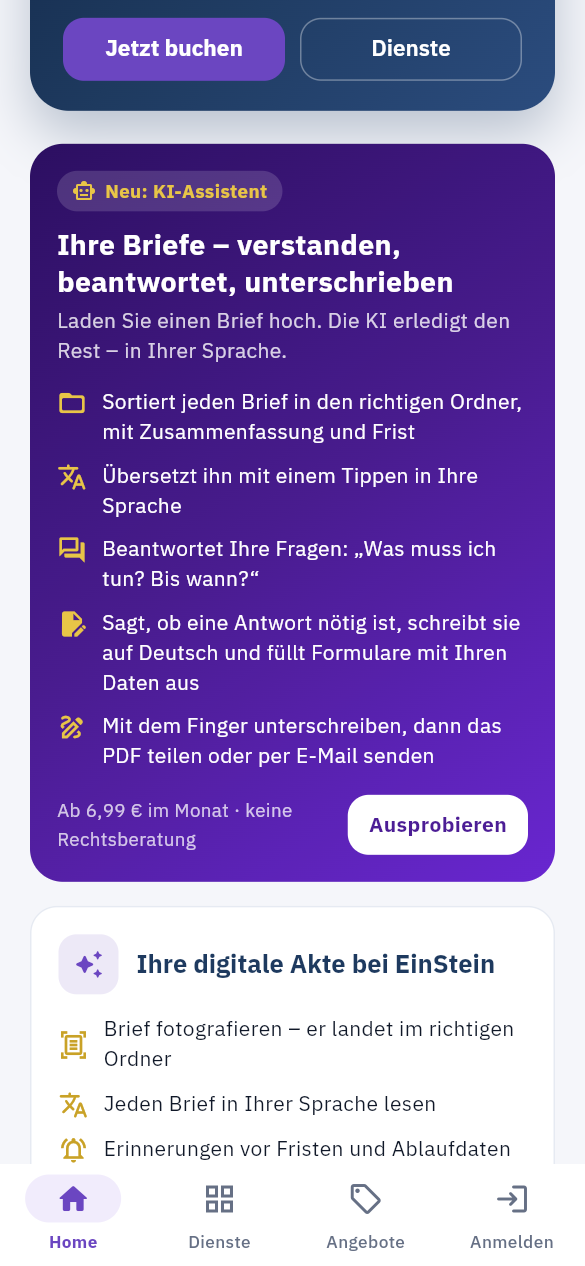 Jetzt buchen
Dienste
Neu: KI-Assistent
Ihre Briefe – verstanden,
beantwortet, unterschrieben
Laden Sie einen Brief hoch. Die KI erledigt den
Rest – in Ihrer Sprache.
Sortiert jeden Brief in den richtigen Ordner,
mit Zusammenfassung und Frist
Übersetzt ihn mit einem Tippen in Ihre
Sprache
Beantwortet Ihre Fragen: „Was muss ich
tun? Bis wann?“
Sagt, ob eine Antwort nötig ist, schreibt sie
auf Deutsch und füllt Formulare mit Ihren
Daten aus
Mit dem Finger unterschreiben, dann das
PDF teilen oder per E-Mail senden
Ab 6,99 € im Monat · keine
Rechtsberatung
Ausprobieren
Ihre digitale Akte bei EinStein
Brief fotografieren – er landet im richtigen
Ordner
Jeden Brief in Ihrer Sprache lesen
Erinnerungen vor Fristen und Ablaufdaten
Home
Dienste
Angebote
Anmelden